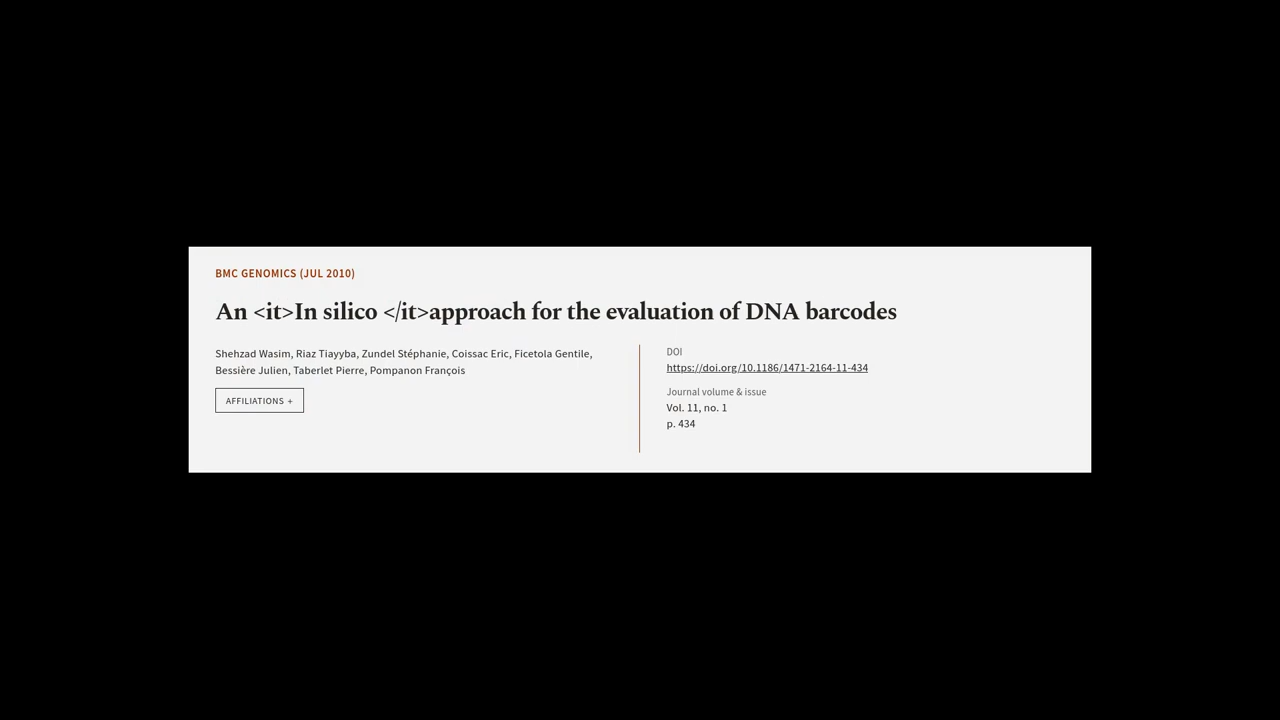 BMC GENOMICS (JUL 2010)
An <it>In silico </it>approach for the evaluation of DNA barcodes
Shehzad Wasim, Riaz Tiayyba, Zundel Stéphanie, Coissac Eric, Ficetola Gentile,
Bessière Julien, Taberlet Pierre, Pompanon François
AFFILIATIONS +
DOI
https://doi.org/10.1186/1471-2164-11-434
Journal volume & issue
Vol. 11, no. 1
p. 434